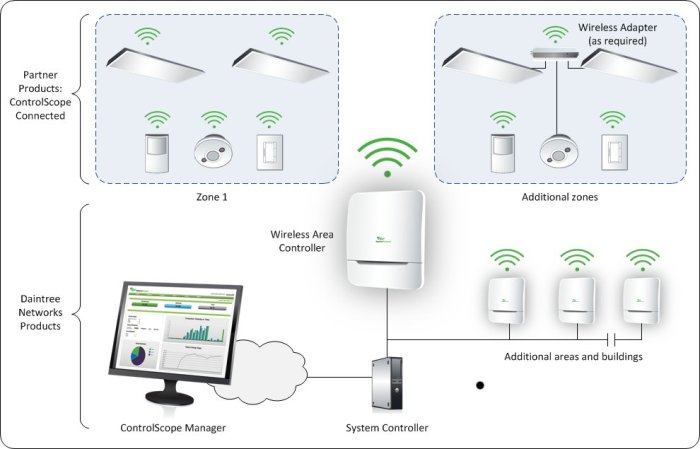 Partner
Products:
ControlScope
Connected
Wireless Adapter
(as required)
Zone 1
Additional zones
Wireless Area
Controller
Daintree
Networks
Products
Additional areas and buildings
ControlScope Manager
System Controller